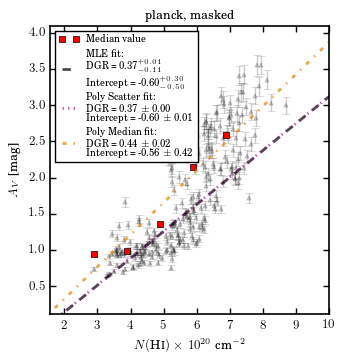 planck, masked
Median value
MLE fit:
DGR = 0.37 +0.01 −0.11
Intercept = -0.60 +0.30 −0.50
Poly Scatter fit:
DGR = 0.37 ± 0.00
Intercept = -0.60 ± 0.01
Poly Median fit:
DGR = 0.44 ± 0.02
Intercept = -0.56 ± 0.42
4.0
3.5
3.0
2.5
2.0
1.5
1.0
0.5
A_V [mag]
2 3 4 5 6 7 8 9 10
N(HI) × 10^20 cm^−2